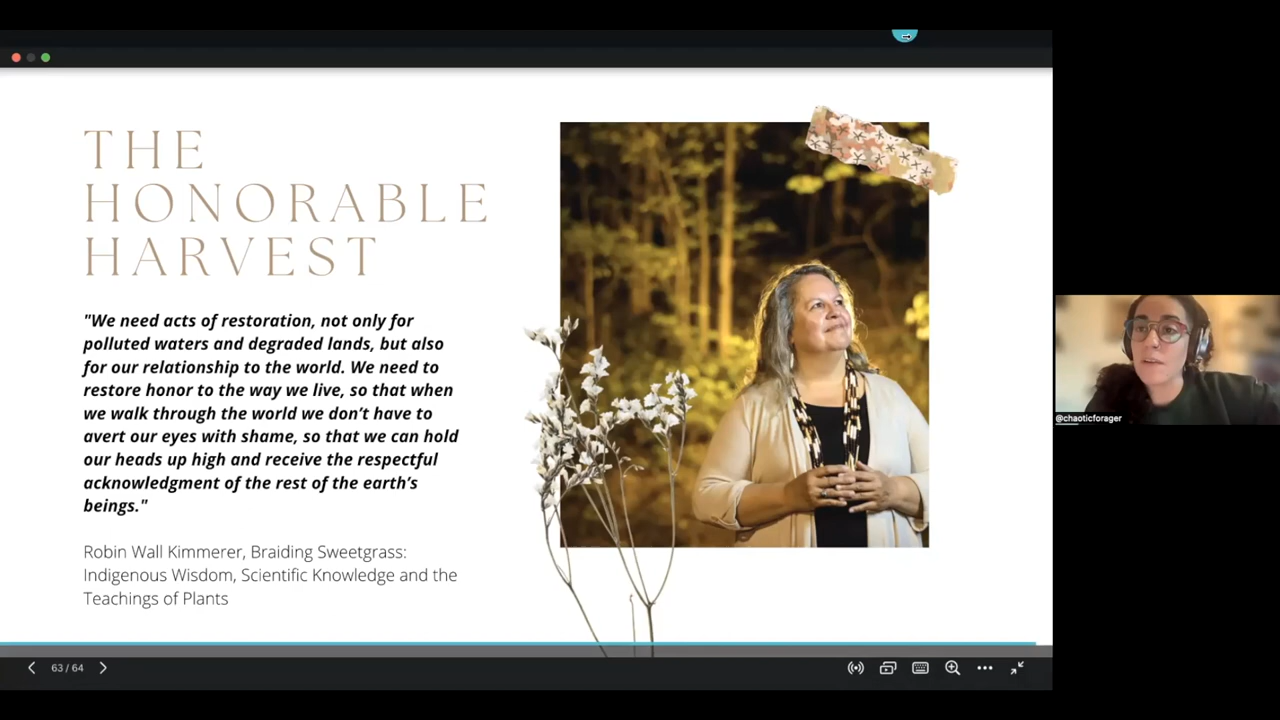 THE
HONORABLE
HARVEST
"We need acts of restoration, not only for
polluted waters and degraded lands, but also
for our relationship to the world. We need to
restore honor to the way we live, so that when
we walk through the world we don’t have to
avert our eyes with shame, so that we can hold
our heads up high and receive the respectful
acknowledgment of the rest of the earth’s
beings."
Robin Wall Kimmerer, Braiding Sweetgrass:
Indigenous Wisdom, Scientific Knowledge and the
Teachings of Plants
@chaoticforager
63 / 64